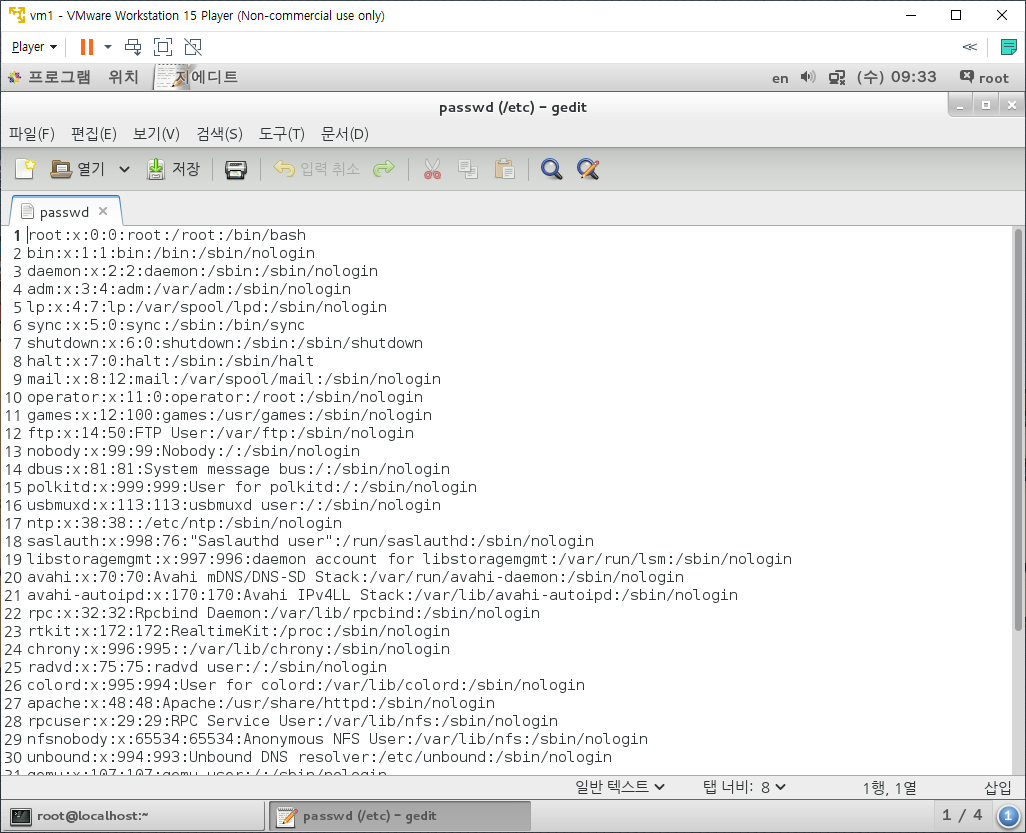 vm1 - VMware Workstation 15 Player (Non-commercial use only)
Player
프로그램 위치 지에디트 en (수) 09:33 root
passwd (/etc) - gedit
파일(F) 편집(E) 보기(V) 검색(S) 도구(T) 문서(D)
열기 저장 입력 취소
passwd
1 root:x:0:0:root:/root:/bin/bash
2 bin:x:1:1:bin:/bin:/sbin/nologin
3 daemon:x:2:2:daemon:/sbin:/sbin/nologin
4 adm:x:3:4:adm:/var/adm:/sbin/nologin
5 lp:x:4:7:lp:/var/spool/lpd:/sbin/nologin
6 sync:x:5:0:sync:/sbin:/bin/sync
7 shutdown:x:6:0:shutdown:/sbin:/sbin/shutdown
8 halt:x:7:0:halt:/sbin:/sbin/halt
9 mail:x:8:12:mail:/var/spool/mail:/sbin/nologin
10 operator:x:11:0:operator:/root:/sbin/nologin
11 games:x:12:100:games:/usr/games:/sbin/nologin
12 ftp:x:14:50:FTP User:/var/ftp:/sbin/nologin
13 nobody:x:99:99:Nobody:/:/sbin/nologin
14 dbus:x:81:81:System message bus:/:/sbin/nologin
15 polkitd:x:999:999:User for polkitd:/:/sbin/nologin
16 usbmuxd:x:113:113:usbmuxd user:/:/sbin/nologin
17 ntp:x:38:38::/etc/ntp:/sbin/nologin
18 saslauth:x:998:76:"Saslauthd user":/run/saslauthd:/sbin/nologin
19 libstoragemgmt:x:997:996:daemon account for libstoragemgmt:/var/run/lsm:/sbin/nologin
20 avahi:x:70:70:Avahi mDNS/DNS-SD Stack:/var/run/avahi-daemon:/sbin/nologin
21 avahi-autoipd:x:170:170:Avahi IPv4LL Stack:/var/lib/avahi-autoipd:/sbin/nologin
22 rpc:x:32:32:Rpcbind Daemon:/var/lib/rpcbind:/sbin/nologin
23 rtkit:x:172:172:RealtimeKit:/proc:/sbin/nologin
24 chrony:x:996:995::/var/lib/chrony:/sbin/nologin
25 radvd:x:75:75:radvd user:/:/sbin/nologin
26 colord:x:995:994:User for colord:/var/lib/colord:/sbin/nologin
27 apache:x:48:48:Apache:/usr/share/httpd:/sbin/nologin
28 rpcuser:x:29:29:RPC Service User:/var/lib/nfs:/sbin/nologin
29 nfsnobody:x:65534:65534:Anonymous NFS User:/var/lib/nfs:/sbin/nologin
30 unbound:x:994:993:Unbound DNS resolver:/etc/unbound:/sbin/nologin
31 qemu:x:107:107:qemu user:/:/sbin/nologin
일반 텍스트 탭 너비: 8 1행, 1열 삽입
root@localhost:~ passwd (/etc) - gedit 1 / 4 1